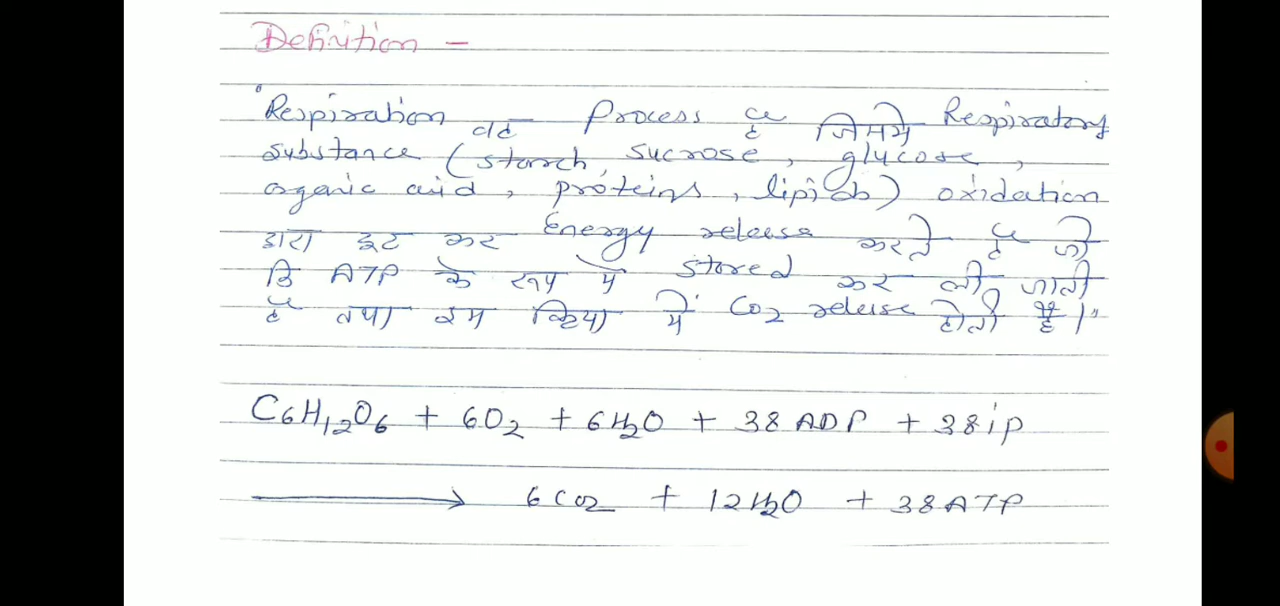 Definition -
"Respiration वह Process है जिसमे Respiratory
substance (starch, sucrose, glucose,
organic acid, proteins, lipids) oxidation
द्वारा टूट कर Energy release करते है जो
कि ATP के रूप मे stored कर ली जाती
है तथा इस क्रिया में CO2 release होती है।"
C6H12O6 + 6O2 + 6H2O + 38 ADP + 38 ip
⟶ 6CO2 + 12H2O + 38 ATP